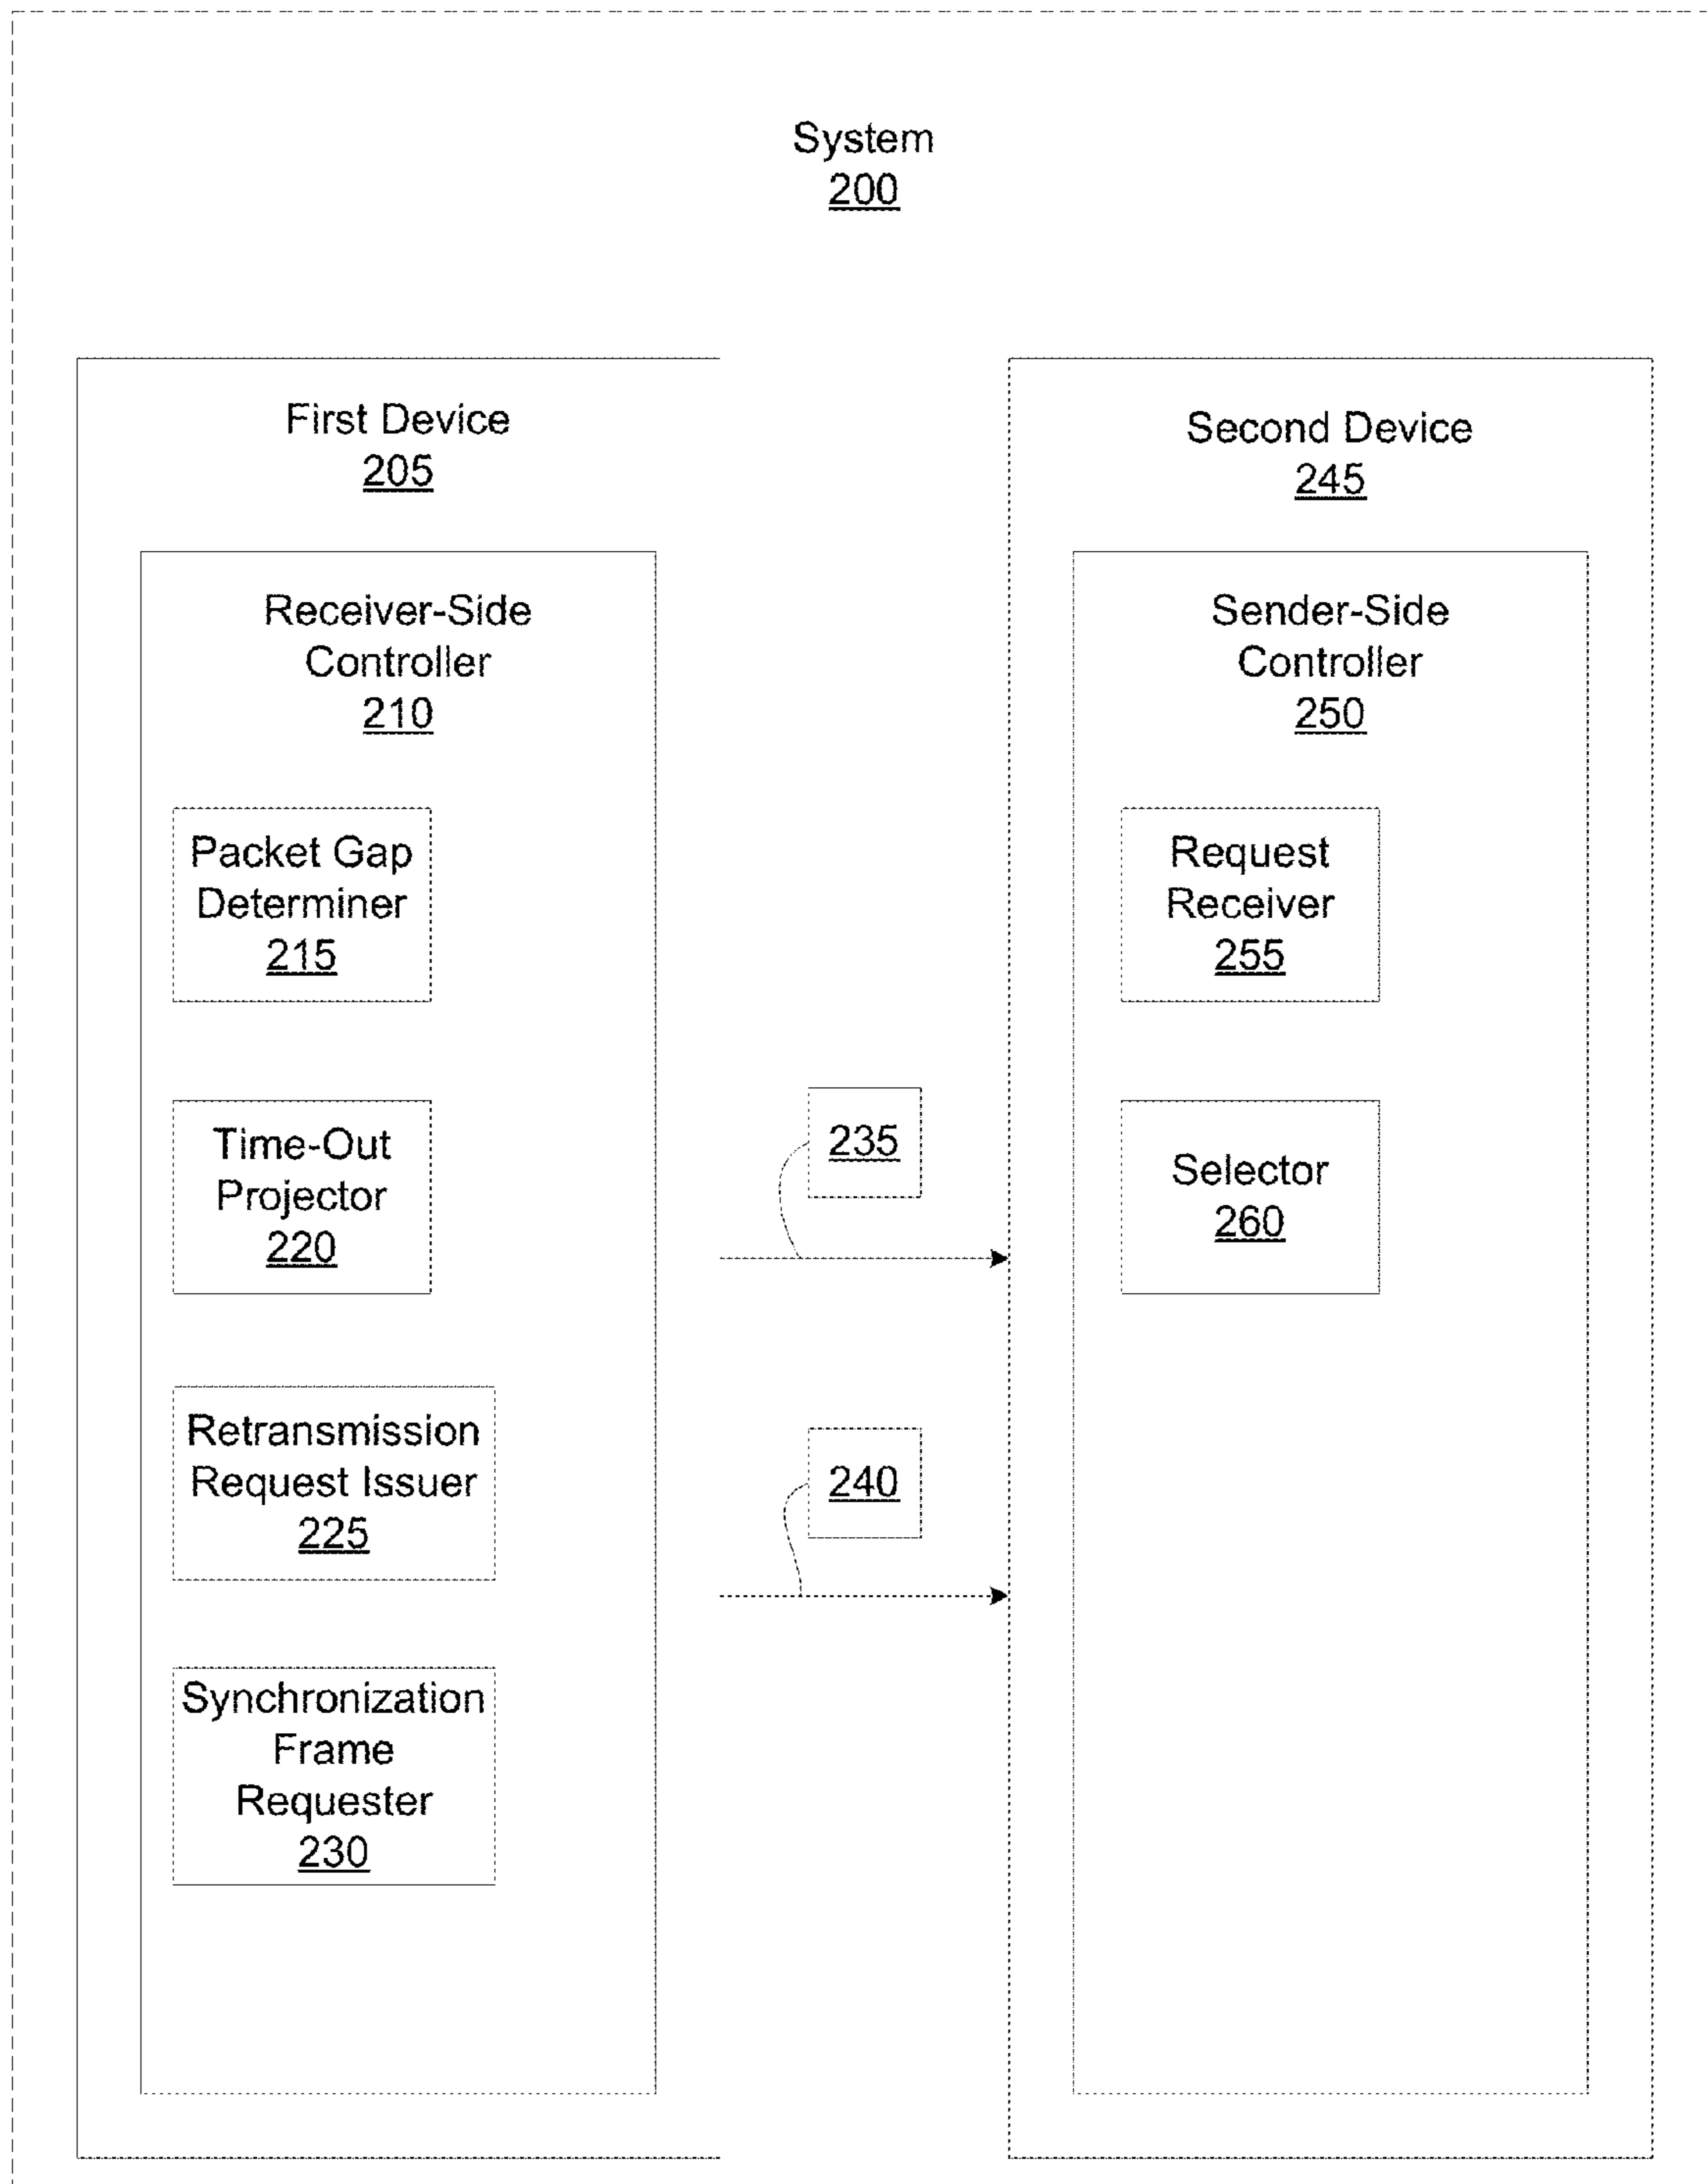 System
200
First Device
205
Receiver-Side
Controller
210
Packet Gap
Determiner
215
Time-Out
Projector
220
Retransmission
Request Issuer
225
Synchronization
Frame
Requester
230
235
240
Second Device
245
Sender-Side
Controller
250
Request
Receiver
255
Selector
260